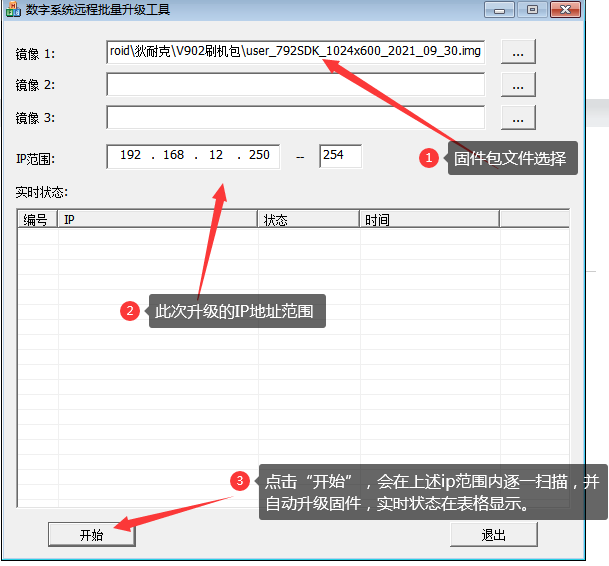 数字系统远程批量升级工具
镜像 1:
roid\狄耐克\V902刷机包\user_792SDK_1024x600_2021_09_30.img
...
镜像 2:
...
镜像 3:
...
IP范围:
192 . 168 . 12 . 250 -- 254
1 固件包文件选择
实时状态:
编号 IP 状态 时间
2 此次升级的IP地址范围
3 点击“开始”，会在上述ip范围内逐一扫描，并
自动升级固件，实时状态在表格显示。
开始 退出